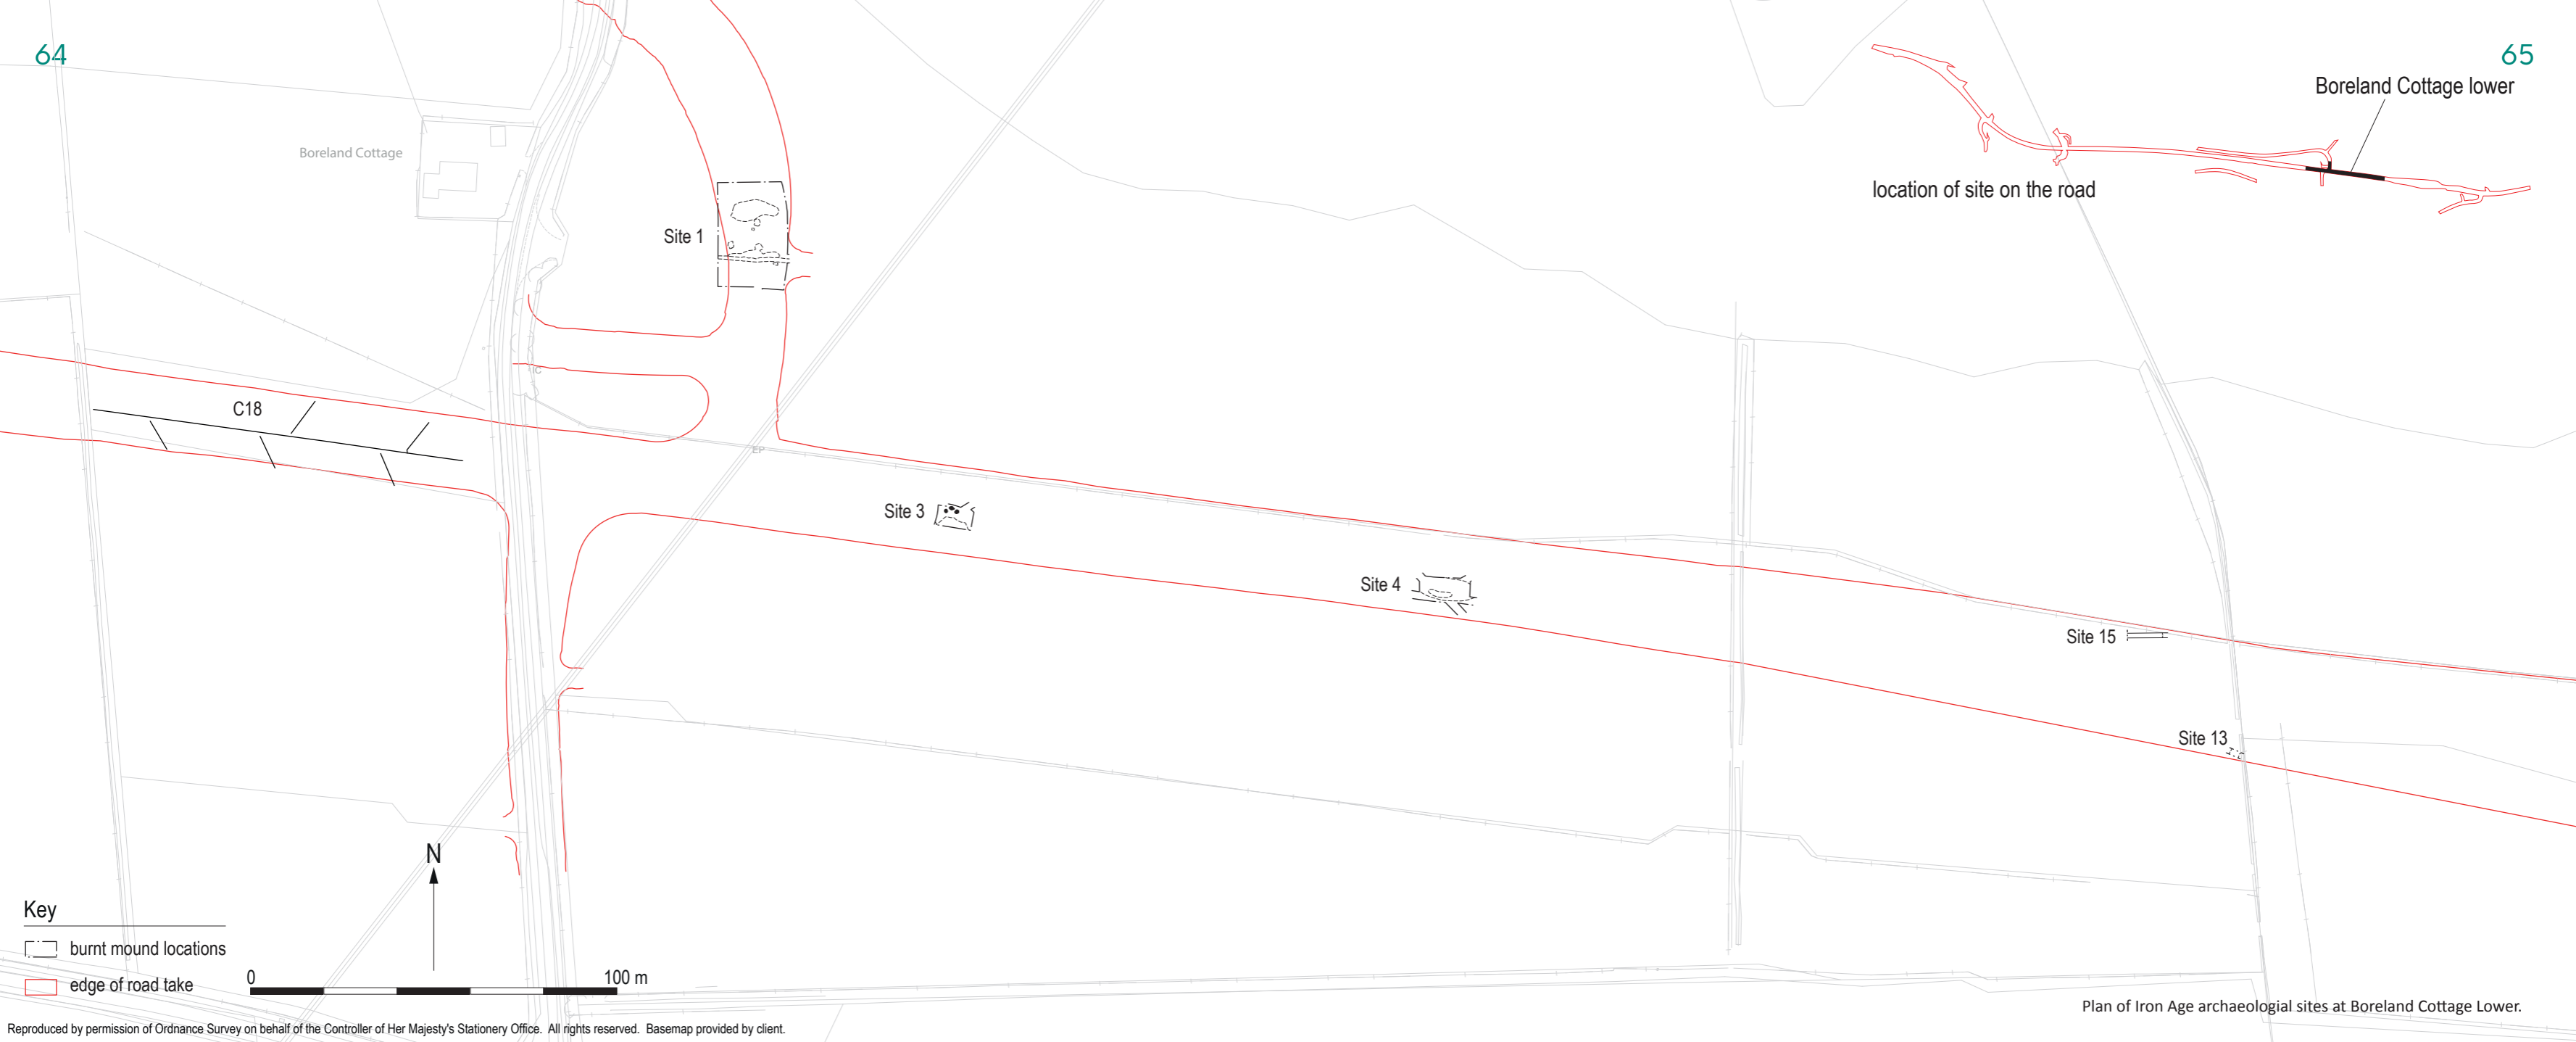 64
65
Boreland Cottage lower
location of site on the road
Boreland Cottage
Site 1
C18
IC
EP
Site 3
Site 4
Site 15
Site 13
N
Key
burnt mound locations
edge of road take
0 100 m
Plan of Iron Age archaeologial sites at Boreland Cottage Lower.
Reproduced by permission of Ordnance Survey on behalf of the Controller of Her Majesty's Stationery Office. All rights reserved. Basemap provided by client.